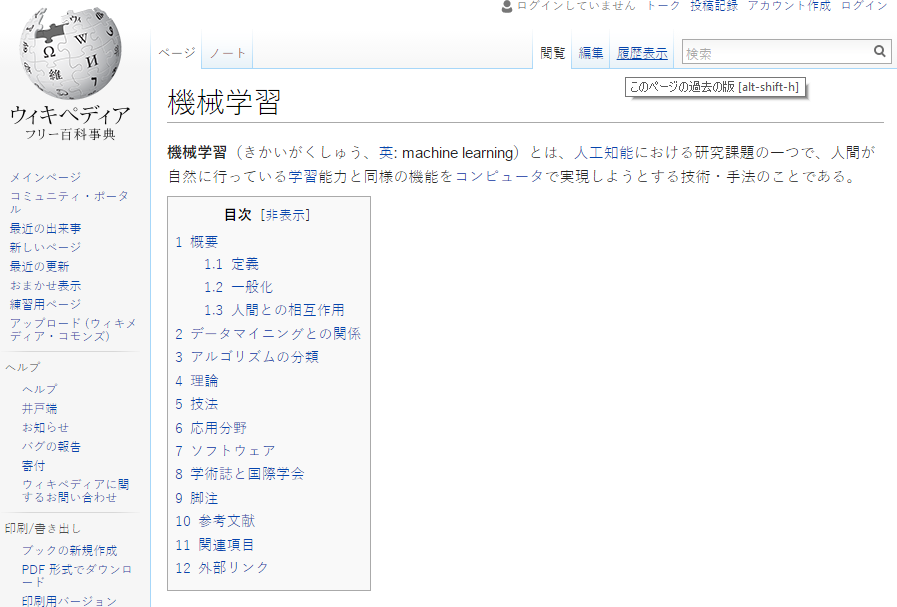 ログインしていません トーク 投稿記録 アカウント作成 ログイン
ページ ノート 閲覧 編集 履歴表示 検索
このページの過去の版 [alt-shift-h]
ウィキペディア
フリー百科事典
メインページ
コミュニティ・ポータ
ル
最近の出来事
新しいページ
最近の更新
おまかせ表示
練習用ページ
アップロード (ウィキメ
ディア・コモンズ)
ヘルプ
ヘルプ
井戸端
お知らせ
バグの報告
寄付
ウィキペディアに関
するお問い合わせ
印刷/書き出し
ブックの新規作成
PDF 形式でダウンロ
ード
印刷用バージョン
機械学習
機械学習（きかいがくしゅう、英: machine learning）とは、人工知能における研究課題の一つで、人間が
自然に行っている学習能力と同様の機能をコンピュータで実現しようとする技術・手法のことである。
目次 [非表示]
1 概要
1.1 定義
1.2 一般化
1.3 人間との相互作用
2 データマイニングとの関係
3 アルゴリズムの分類
4 理論
5 技法
6 応用分野
7 ソフトウェア
8 学術誌と国際学会
9 脚注
10 参考文献
11 関連項目
12 外部リンク